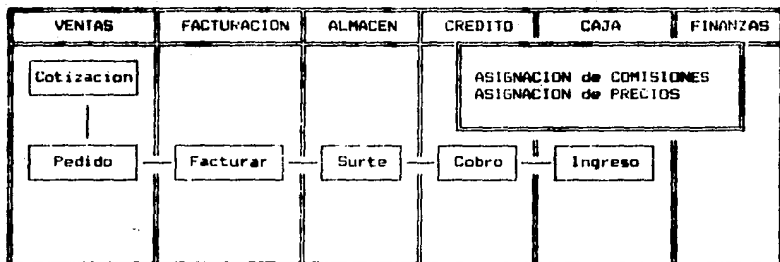 VENTAS FACTURACION ALMACEN CREDITO CAJA FINANZAS
Cotizacion
ASIGNACION de COMISIONES
ASIGNACION de PRECIOS
Pedido Facturar Surte Cobro Ingreso